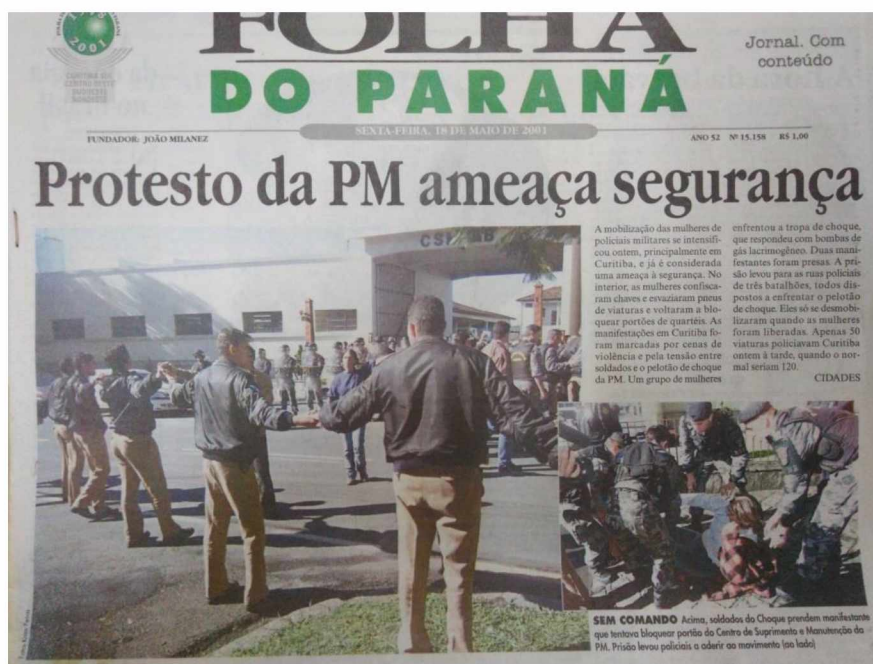 2001
FOLHA
DO PARANÁ
Jornal. Com
conteúdo
FUNDADOR: JOÃO MILANEZ
SEXTA-FEIRA, 18 DE MAIO DE 2001
ANO 52 Nº 15.158 R$ 1,00
Protesto da PM ameaça segurança
A mobilização das mulheres de
policiais militares se intensifi-
cou ontem, principalmente em
Curitiba, e já é considerada
uma ameaça à segurança. No
interior, as mulheres confisca-
ram chaves e esvaziaram pneus
de viaturas e voltaram a blo-
quear portões de quartéis. As
manifestações em Curitiba fo-
ram marcadas por cenas de
violência e pela tensão entre
soldados e o pelotão de choque
da PM. Um grupo de mulheres
enfrentou a tropa de choque,
que respondeu com bombas de
gás lacrimogêneo. Duas mani-
festantes foram presas. A pri-
são levou para as ruas policiais
de três batalhões, todos dis-
postos a enfrentar o pelotão
de choque. Eles só se desmobi-
lizaram quando as mulheres
foram liberadas. Apenas 50
viaturas policiavam Curitiba
ontem à tarde, quando o nor-
mal seriam 120.
CIDADES
SEM COMANDO Acima, soldados do Choque prendem manifestante
que tentava bloquear portão do Centro de Suprimento e Manutenção da
PM. Prisão levou policiais a aderir ao movimento (ao lado)